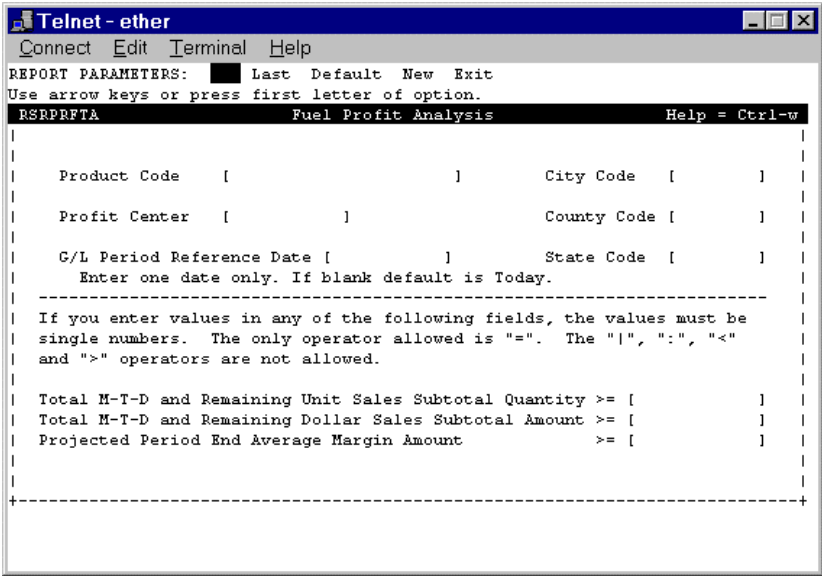 Telnet - ether
Connect Edit Terminal Help
REPORT PARAMETERS: Last Default New Exit
Use arrow keys or press first letter of option.
RSRPRFTA Fuel Profit Analysis Help = Ctrl-w
Product Code [ ] City Code [ ]
Profit Center [ ] County Code [ ]
G/L Period Reference Date [ ] State Code [ ]
Enter one date only. If blank default is Today.
If you enter values in any of the following fields, the values must be
single numbers. The only operator allowed is "=". The "|", ":", "<"
and ">" operators are not allowed.
Total M-T-D and Remaining Unit Sales Subtotal Quantity >= [ ]
Total M-T-D and Remaining Dollar Sales Subtotal Amount >= [ ]
Projected Period End Average Margin Amount >= [ ]